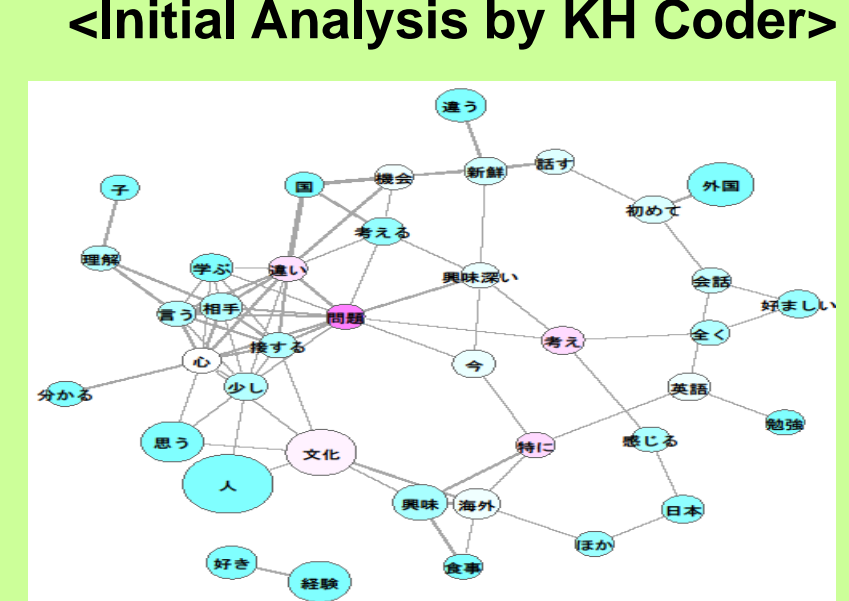 <Initial Analysis by KH Coder>
違う
新鮮
話す
機会
国
子
外国
初めて
考える
理解
学ぶ
違い
興味深い
会話
好ましい
言う
相手
問題
全く
接する
考え
心
今
少し
英語
分かる
勉強
思う
文化
特に
感じる
人
興味
海外
日本
ほか
食事
好き
経験